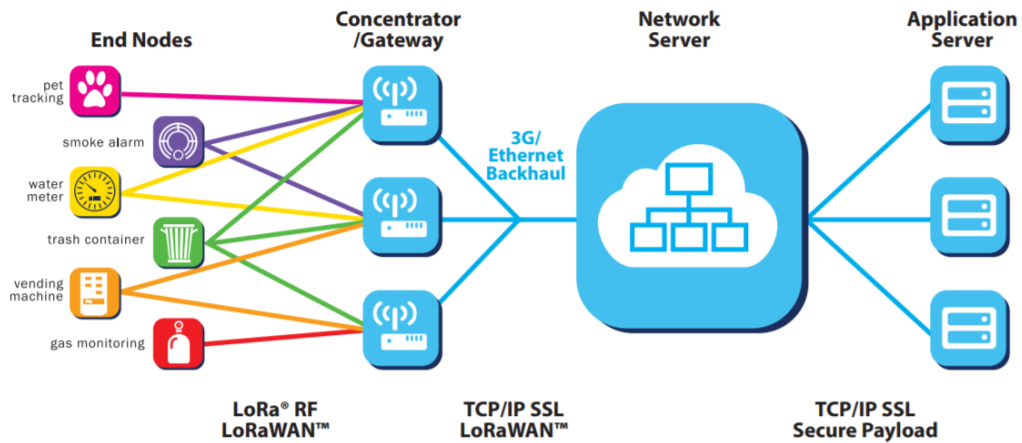 End Nodes
Concentrator
/Gateway
Network
Server
Application
Server
pet
tracking
smoke alarm
water
meter
trash container
vending
machine
gas monitoring
3G/
Ethernet
Backhaul
LoRa® RF
LoRaWAN™
TCP/IP SSL
LoRaWAN™
TCP/IP SSL
Secure Payload